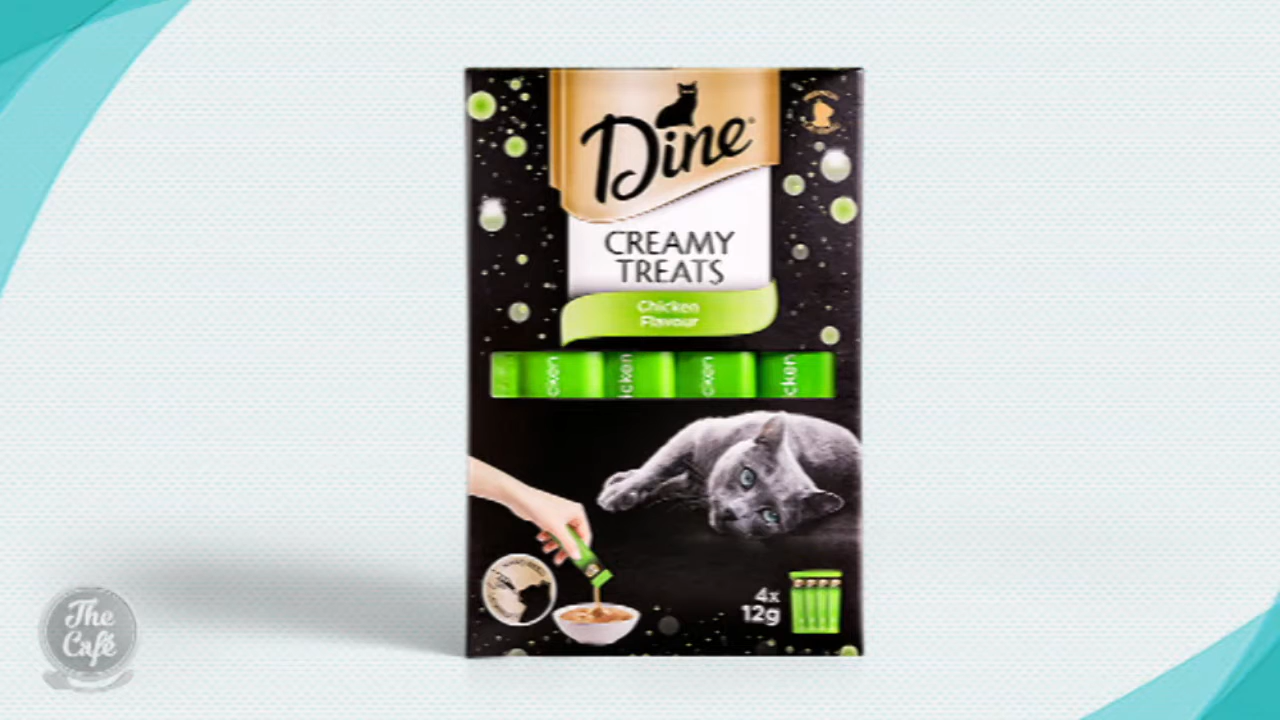 Dine
CREAMY
TREATS
Chicken
Flavour
cken
icken
cken
cken
4x
12g
The
Café